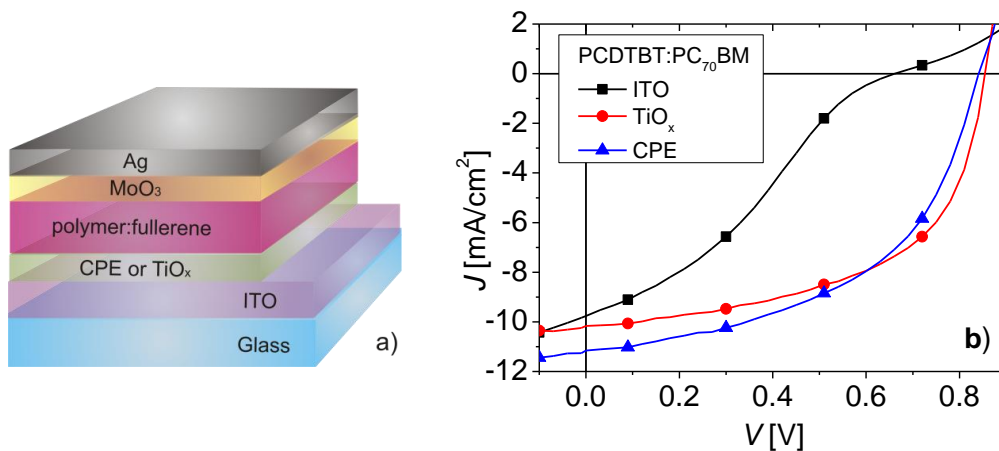 Ag
MoO₃
polymer:fullerene
CPE or TiOₓ
ITO
Glass
a)
PCDTBT:PC₇₀BM
ITO
TiOₓ
CPE
b)
2
0
-2
-4
-6
-8
-10
-12
J [mA/cm²]
0.0
0.2
0.4
0.6
0.8
V [V]